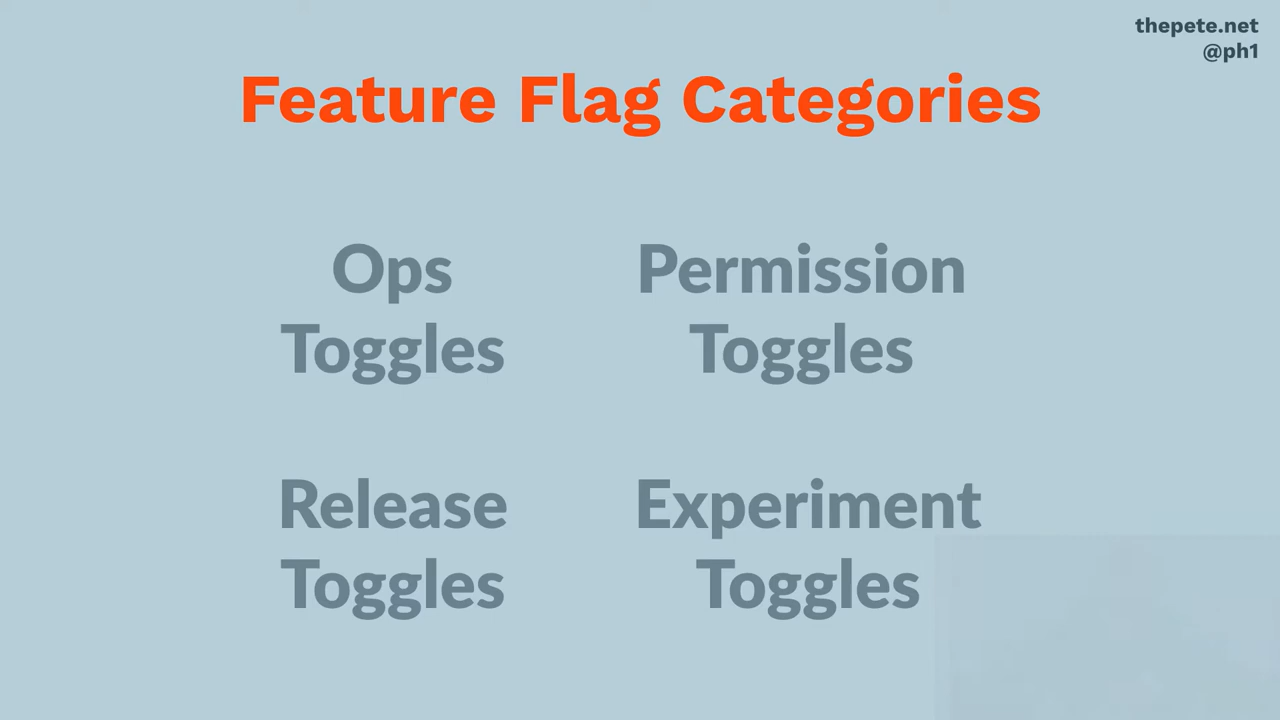 thepete.net
@ph1
Feature Flag Categories
Ops
Toggles
Permission
Toggles
Release
Toggles
Experiment
Toggles